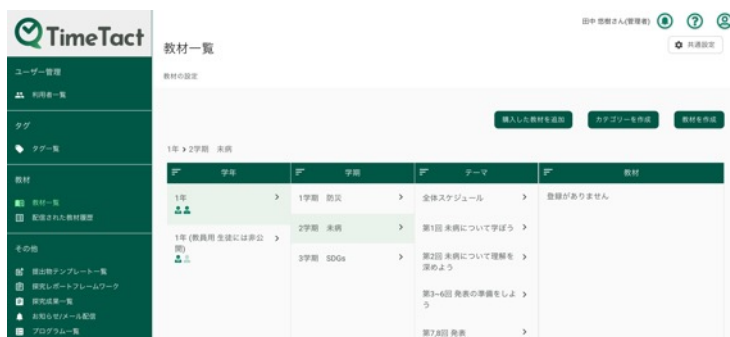 TimeTact
田中 悠樹さん(管理者)
教材一覧
共通設定
教材の設定
ユーザー管理
利用者一覧
タグ
タグ一覧
教材
教材一覧
配信された教材履歴
その他
提出物テンプレート一覧
探究レポートフレームワーク
探究成果一覧
お知らせ/メール配信
プログラム一覧
購入した教材を追加
カテゴリーを作成
教材を作成
1年 > 2学期 未病
学年
学期
テーマ
教材
1年
1年 (教員用 生徒には非公
開)
1学期 防災
2学期 未病
3学期 SDGs
全体スケジュール
第1回 未病について学ぼう
第2回 未病について理解を
深めよう
第3~6回 発表の準備をしよ
う
第7,8回 発表
登録がありません